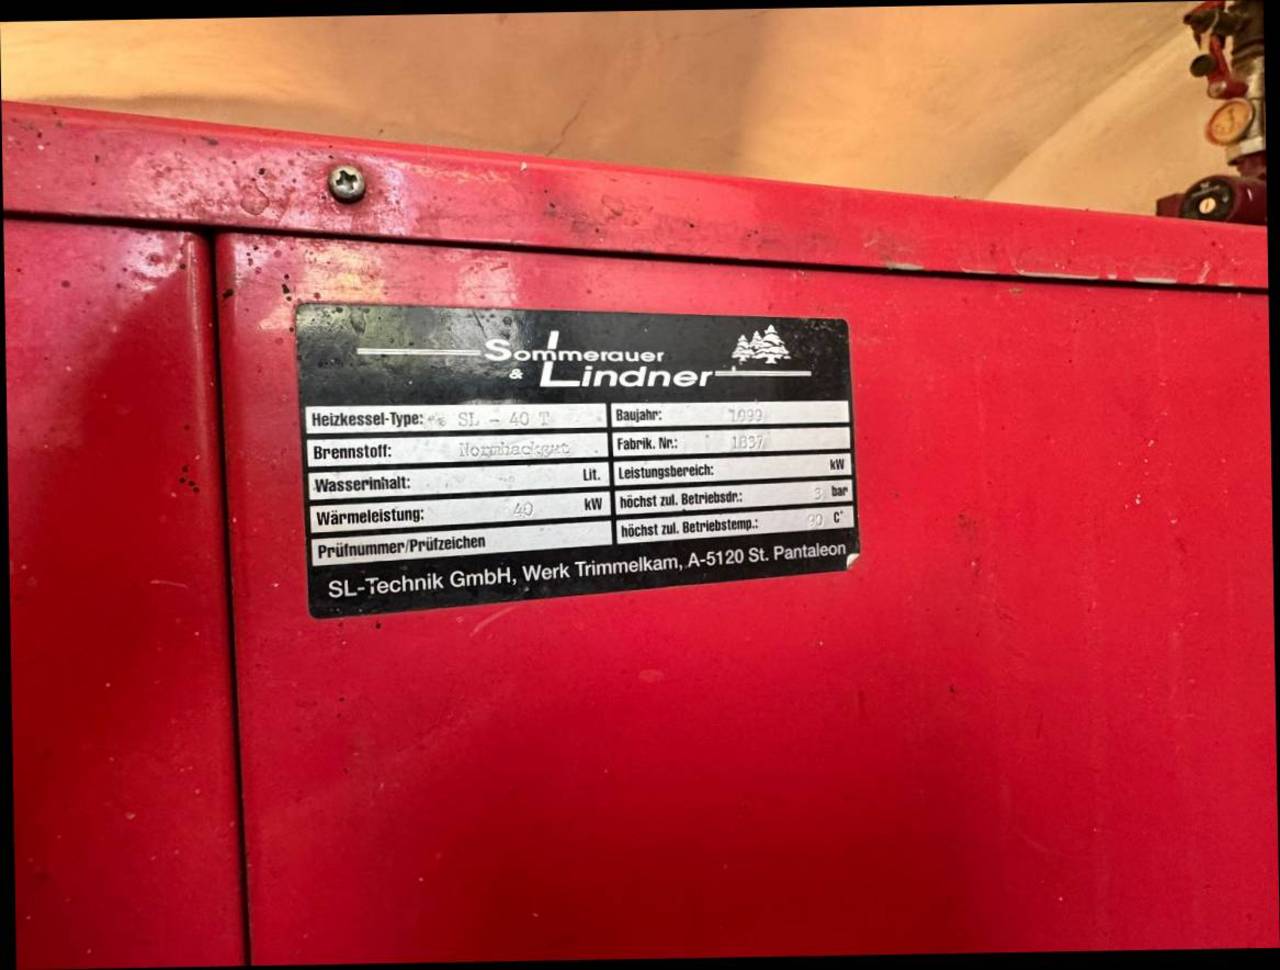 Sommerauer
& Lindner
Heizkessel-Type: SL - 40 T
Brennstoff: Normhackgut
Wasserinhalt: Lit.
Wärmeleistung: 40 kW
Prüfnummer/Prüfzeichen
Baujahr: 1999
Fabrik. Nr.: 1837
Leistungsbereich: kW
höchst zul. Betriebsdr.: 3 bar
höchst zul. Betriebstemp.: 90 C°
SL-Technik GmbH, Werk Trimmelkam, A-5120 St. Pantaleon